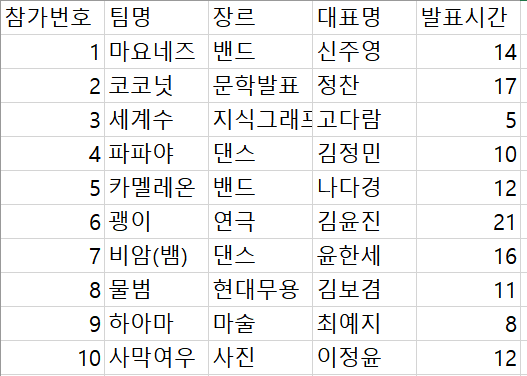 참가번호 팀명 장르 대표명 발표시간
1 마요네즈 밴드 신주영 14
2 코코넛 문학발표 정찬 17
3 세계수 지식그래프 고다람 5
4 파파야 댄스 김정민 10
5 카멜레온 밴드 나다경 12
6 괭이 연극 김윤진 21
7 비암(뱀) 댄스 윤한세 16
8 물범 현대무용 김보겸 11
9 하아마 마술 최예지 8
10 사막여우 사진 이정윤 12